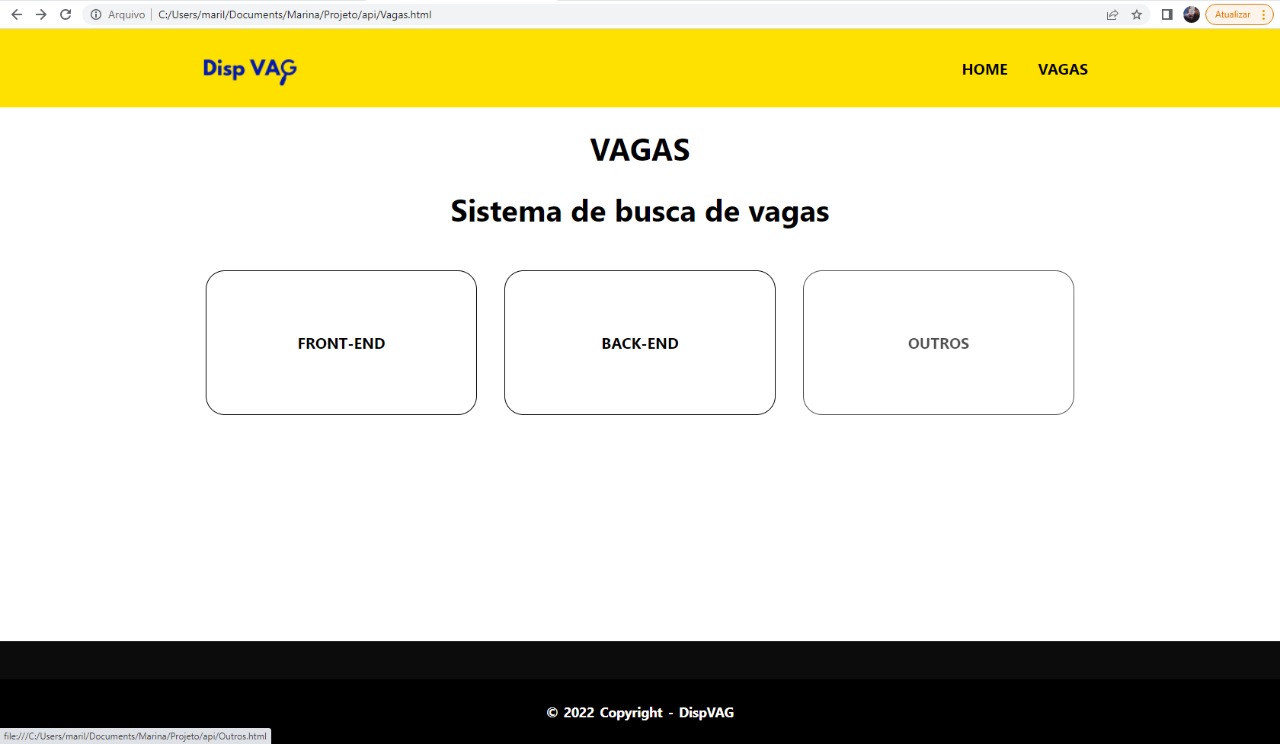 Arquivo C:/Users/maril/Documents/Marina/Projeto/api/Vagas.html Atualizar
Disp VAG HOME VAGAS
VAGAS
Sistema de busca de vagas
FRONT-END BACK-END OUTROS
© 2022 Copyright - DispVAG
file:///C:/Users/maril/Documents/Marina/Projeto/api/Outros.html